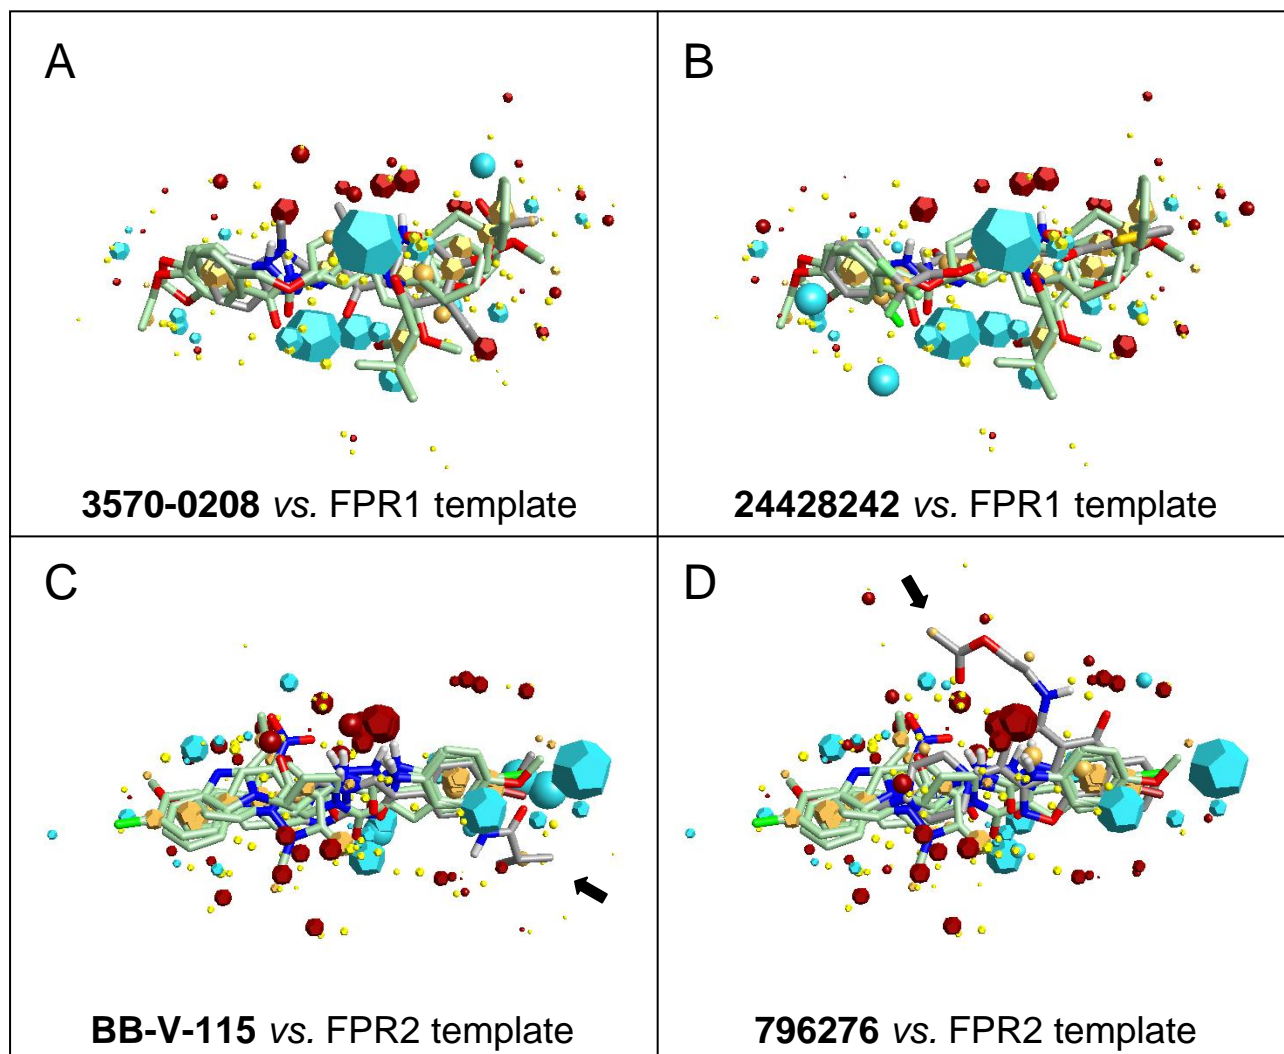 A
B
3570-0208 vs. FPR1 template
24428242 vs. FPR1 template
C
D
BB-V-115 vs. FPR2 template
796276 vs. FPR2 template